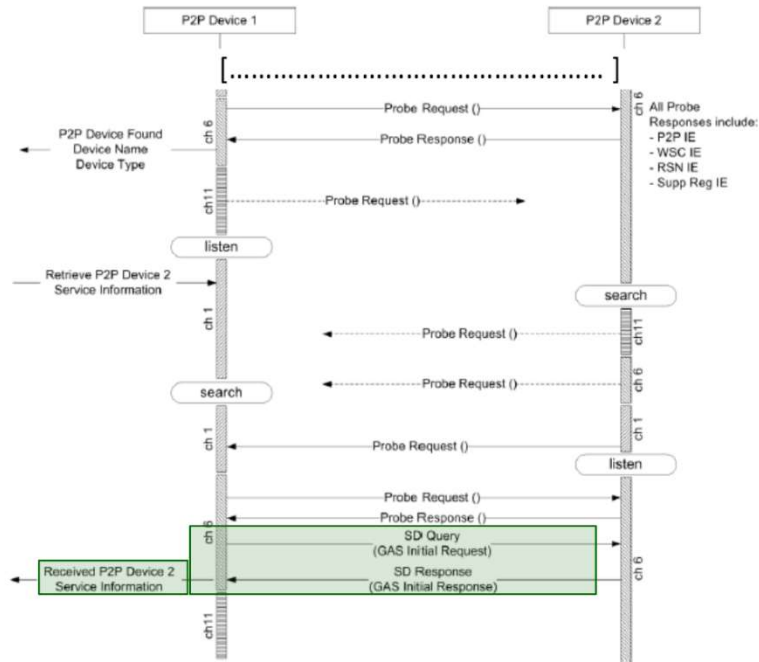 P2P Device 1
P2P Device 2
[ ....................................... ]
Probe Request ()
ch 6
ch 6
All Probe
Responses include:
- P2P IE
- WSC IE
- RSN IE
- Supp Reg IE
Probe Response ()
P2P Device Found
Device Name
Device Type
ch11
Probe Request ()
listen
Retrieve P2P Device 2
Service Information
search
ch 1
Probe Request ()
ch11
Probe Request ()
ch 6
search
ch 1
ch 1
Probe Request ()
listen
Probe Request ()
Probe Response ()
ch 6
SD Query
(GAS Initial Request)
ch 6
Received P2P Device 2
Service Information
SD Response
(GAS Initial Response)
ch11